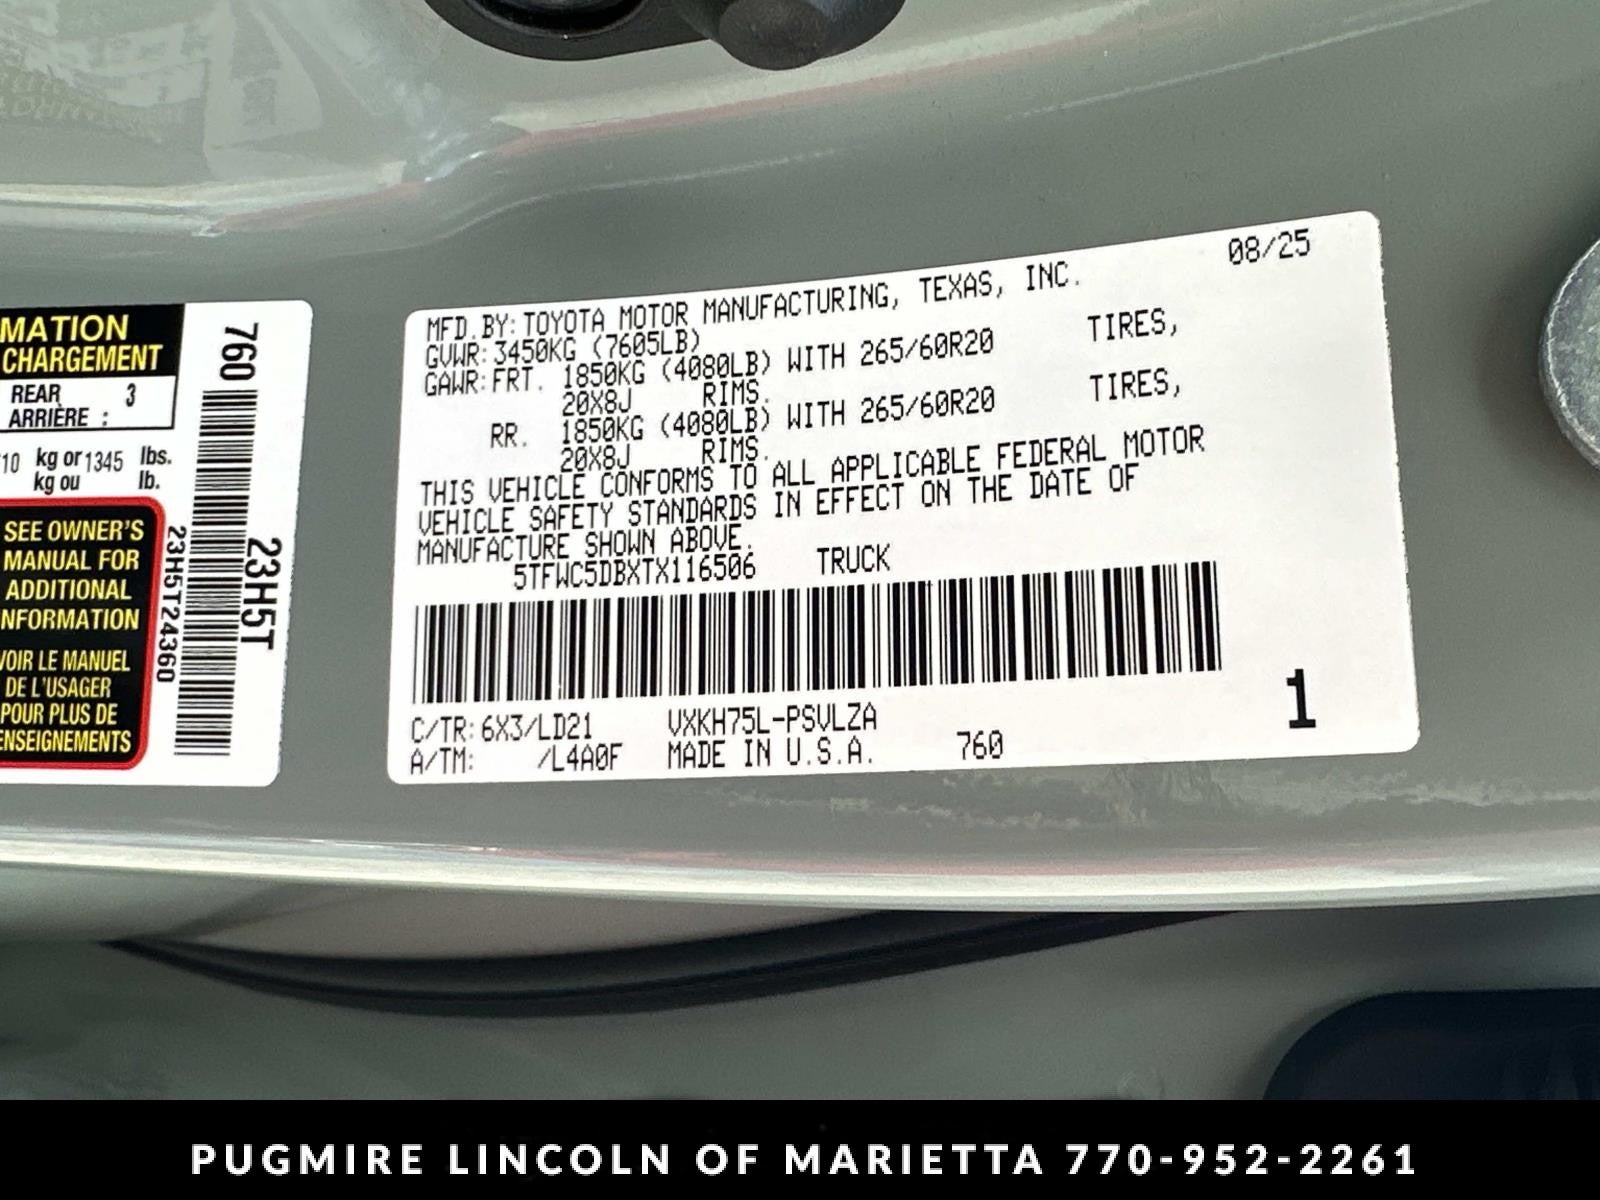 MATION
CHARGEMENT
REAR 3
ARRIÈRE :
10 kg or 1345 lbs.
kg ou lb.
SEE OWNER'S
MANUAL FOR
ADDITIONAL
NFORMATION
VOIR LE MANUEL
DE L'USAGER
POUR PLUS DE
ENSEIGNEMENTS
760
23H5T24360
23H5T
08/25
MFD.BY:TOYOTA MOTOR MANUFACTURING, TEXAS, INC.
GVWR:3450KG (7605LB)
GAWR:FRT. 1850KG (4080LB) WITH 265/60R20 TIRES,
20X8J RIMS.
RR. 1850KG (4080LB) WITH 265/60R20 TIRES,
20X8J RIMS.
THIS VEHICLE CONFORMS TO ALL APPLICABLE FEDERAL MOTOR
VEHICLE SAFETY STANDARDS IN EFFECT ON THE DATE OF
MANUFACTURE SHOWN ABOVE.
5TFWC5DBXTX116506 TRUCK
1
C/TR:6X3/LD21 VXKH75L-PSVLZA
A/TM: /L4A0F MADE IN U.S.A. 760
PUGMIRE LINCOLN OF MARIETTA 770-952-2261